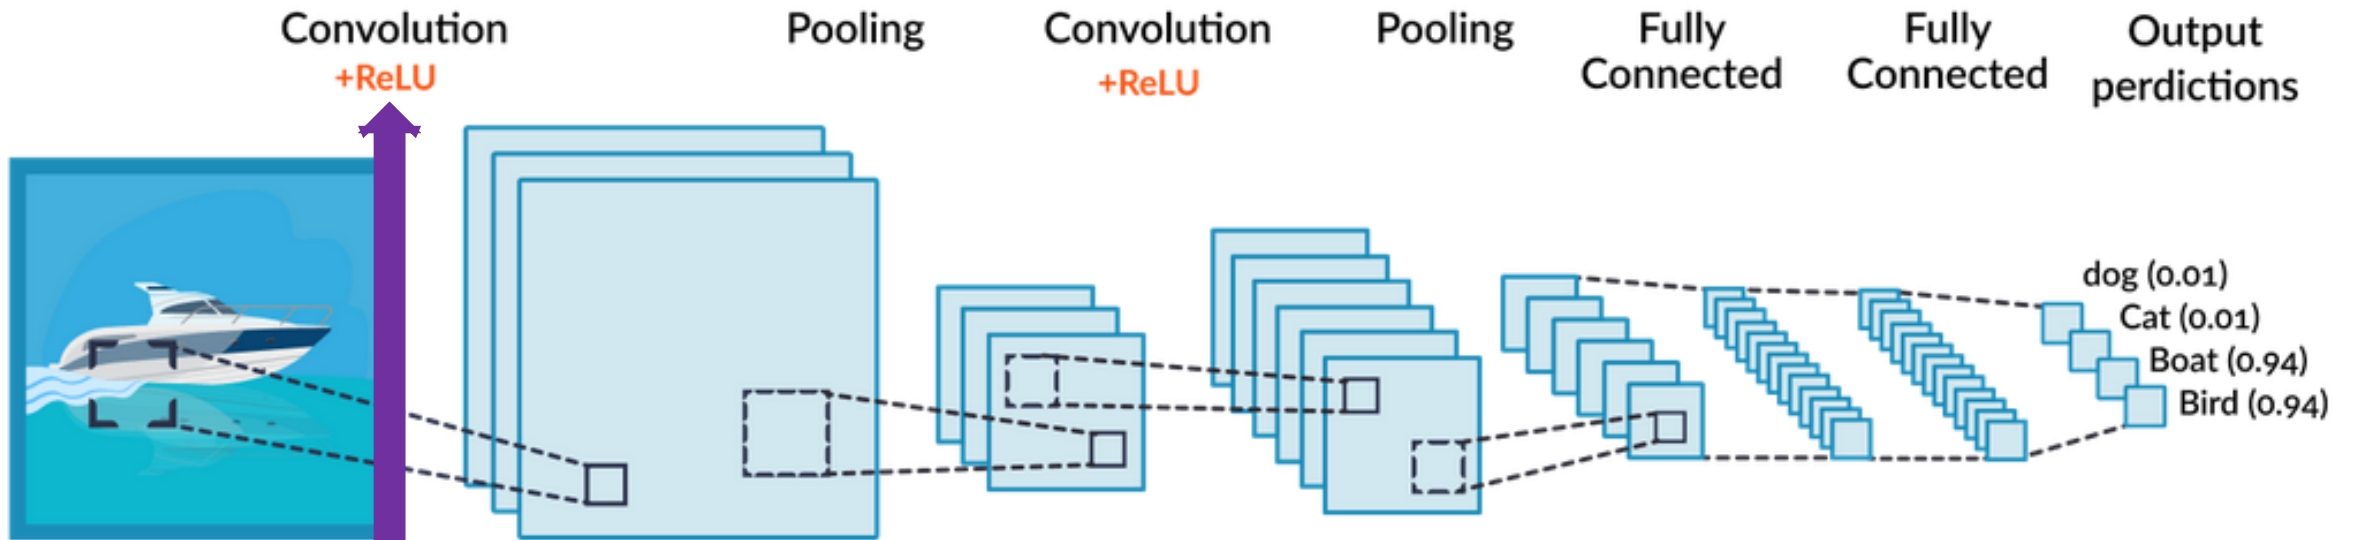 Convolution
+ReLU
Pooling
Convolution
+ReLU
Pooling
Fully
Connected
Fully
Connected
Output
perdictions
dog (0.01)
Cat (0.01)
Boat (0.94)
Bird (0.94)